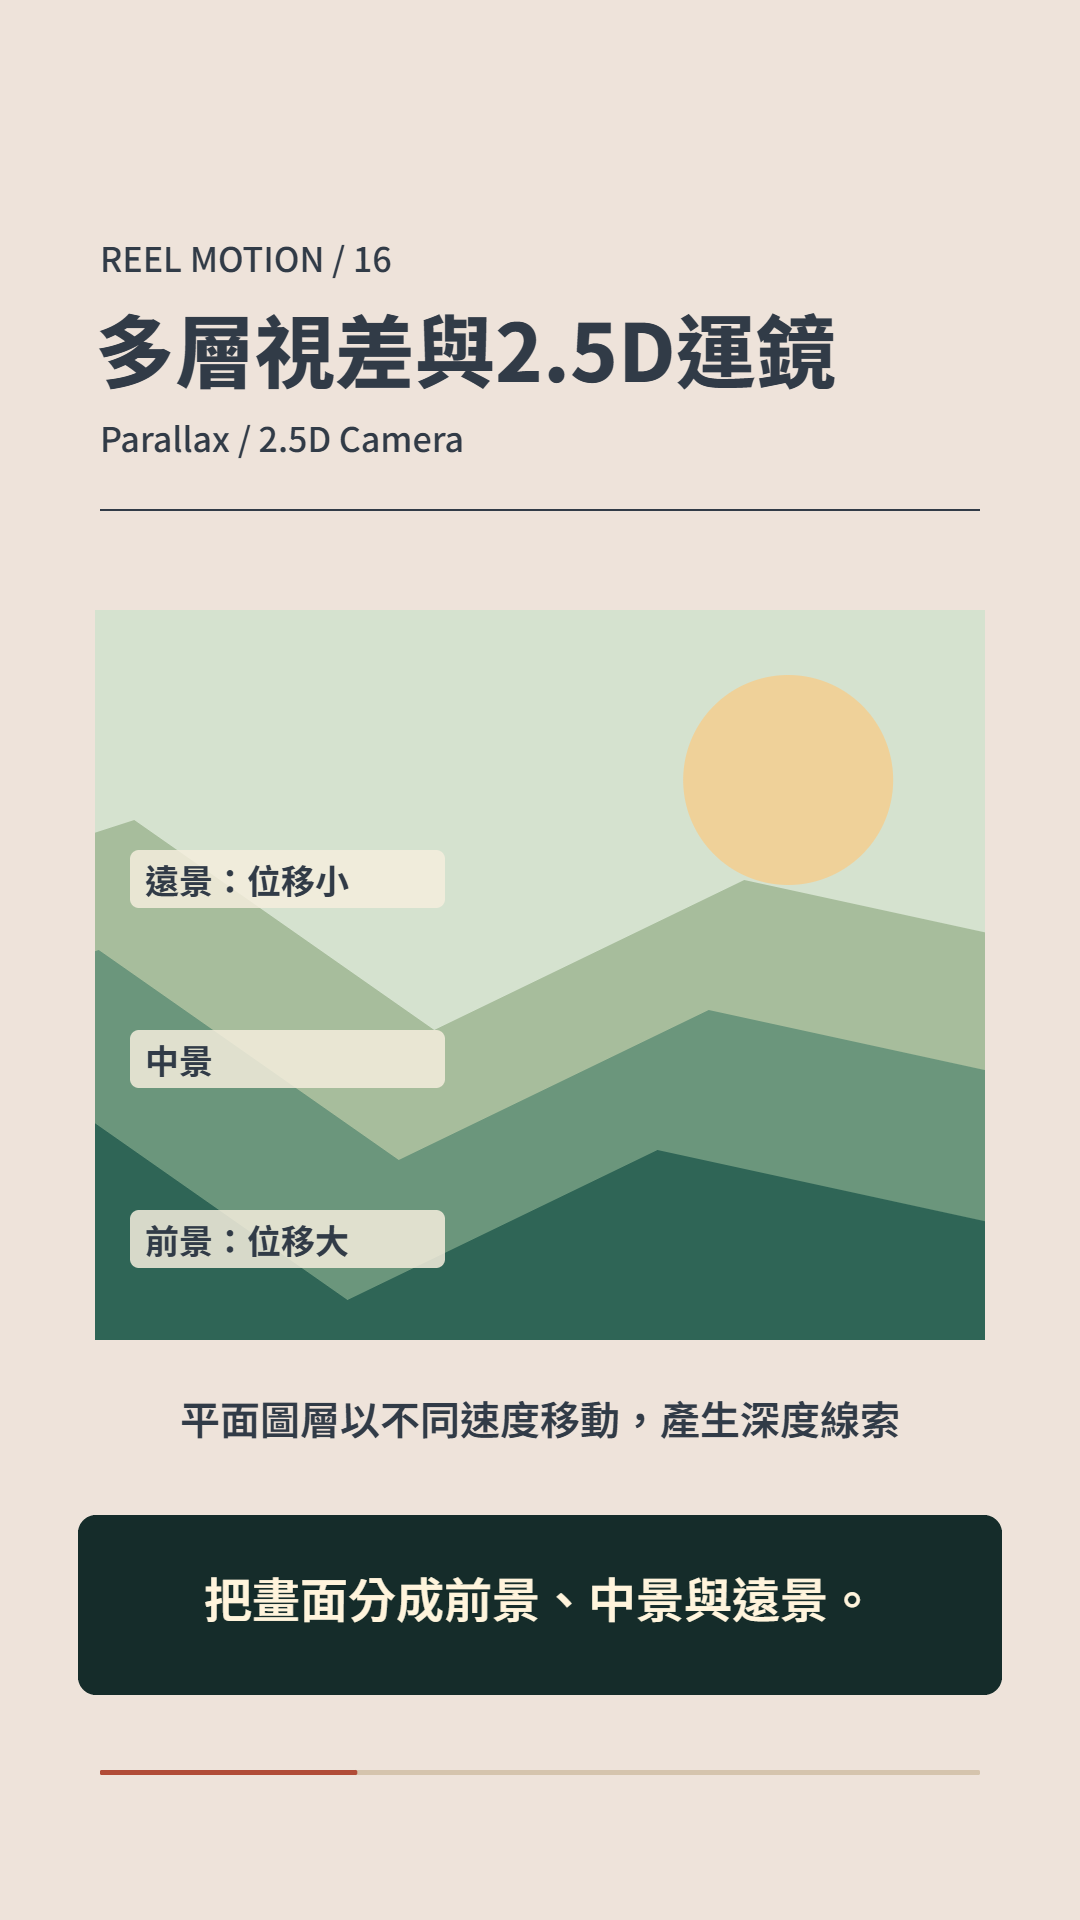 REEL MOTION / 16
多層視差與2.5D運鏡
Parallax / 2.5D Camera
遠景：位移小
中景
前景：位移大
平面圖層以不同速度移動，產生深度線索
把畫面分成前景、中景與遠景。